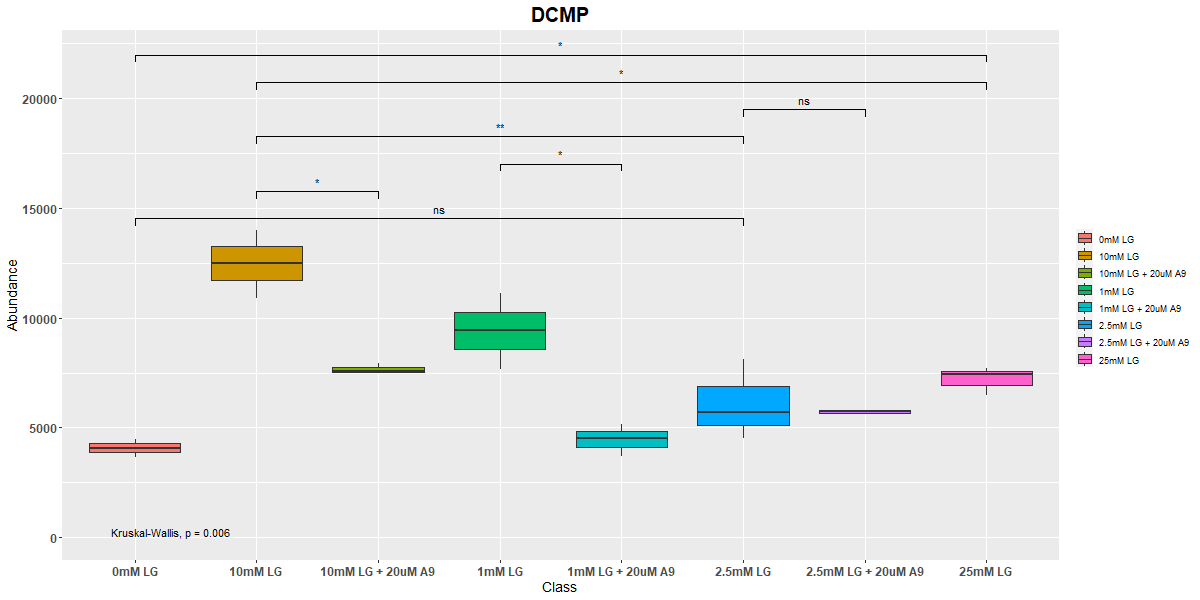 DCMP
*
*
ns
**
*
*
ns
20000
15000
10000
5000
0
Abundance
Kruskal-Wallis, p = 0.006
0mM LG
10mM LG
10mM LG + 20uM A9
1mM LG
1mM LG + 20uM A9
2.5mM LG
2.5mM LG + 20uM A9
25mM LG
Class
0mM LG
10mM LG
10mM LG + 20uM A9
1mM LG
1mM LG + 20uM A9
2.5mM LG
2.5mM LG + 20uM A9
25mM LG